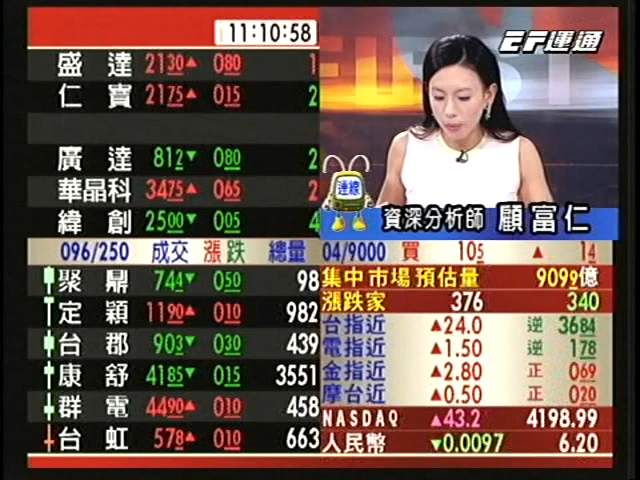 11:10:58
EF運通
盛達 2130▲ 080 1
仁寶 2175▲ 015 2
廣達 812▼ 080 2
華晶科 3475▲ 065 2
緯創 2500▼ 005 4
連線
資深分析師 顧富仁
096/250 成交 漲跌 總量
04/9000 買 105 ▲ 14
聚鼎 744▼ 050 98
定穎 1190▲ 010 982
台郡 903▼ 030 439
康舒 4185▼ 015 3551
群電 4490▲ 010 458
台虹 578▲ 010 663
集中市場預估量 9099億
漲跌家 376 340
台指近 ▲24.0 逆 3684
電指近 ▲1.50 逆 178
金指近 ▲2.80 正 069
摩台近 ▲0.50 正 020
NASDAQ ▲43.2 4198.99
人民幣 ▼0.0097 6.20